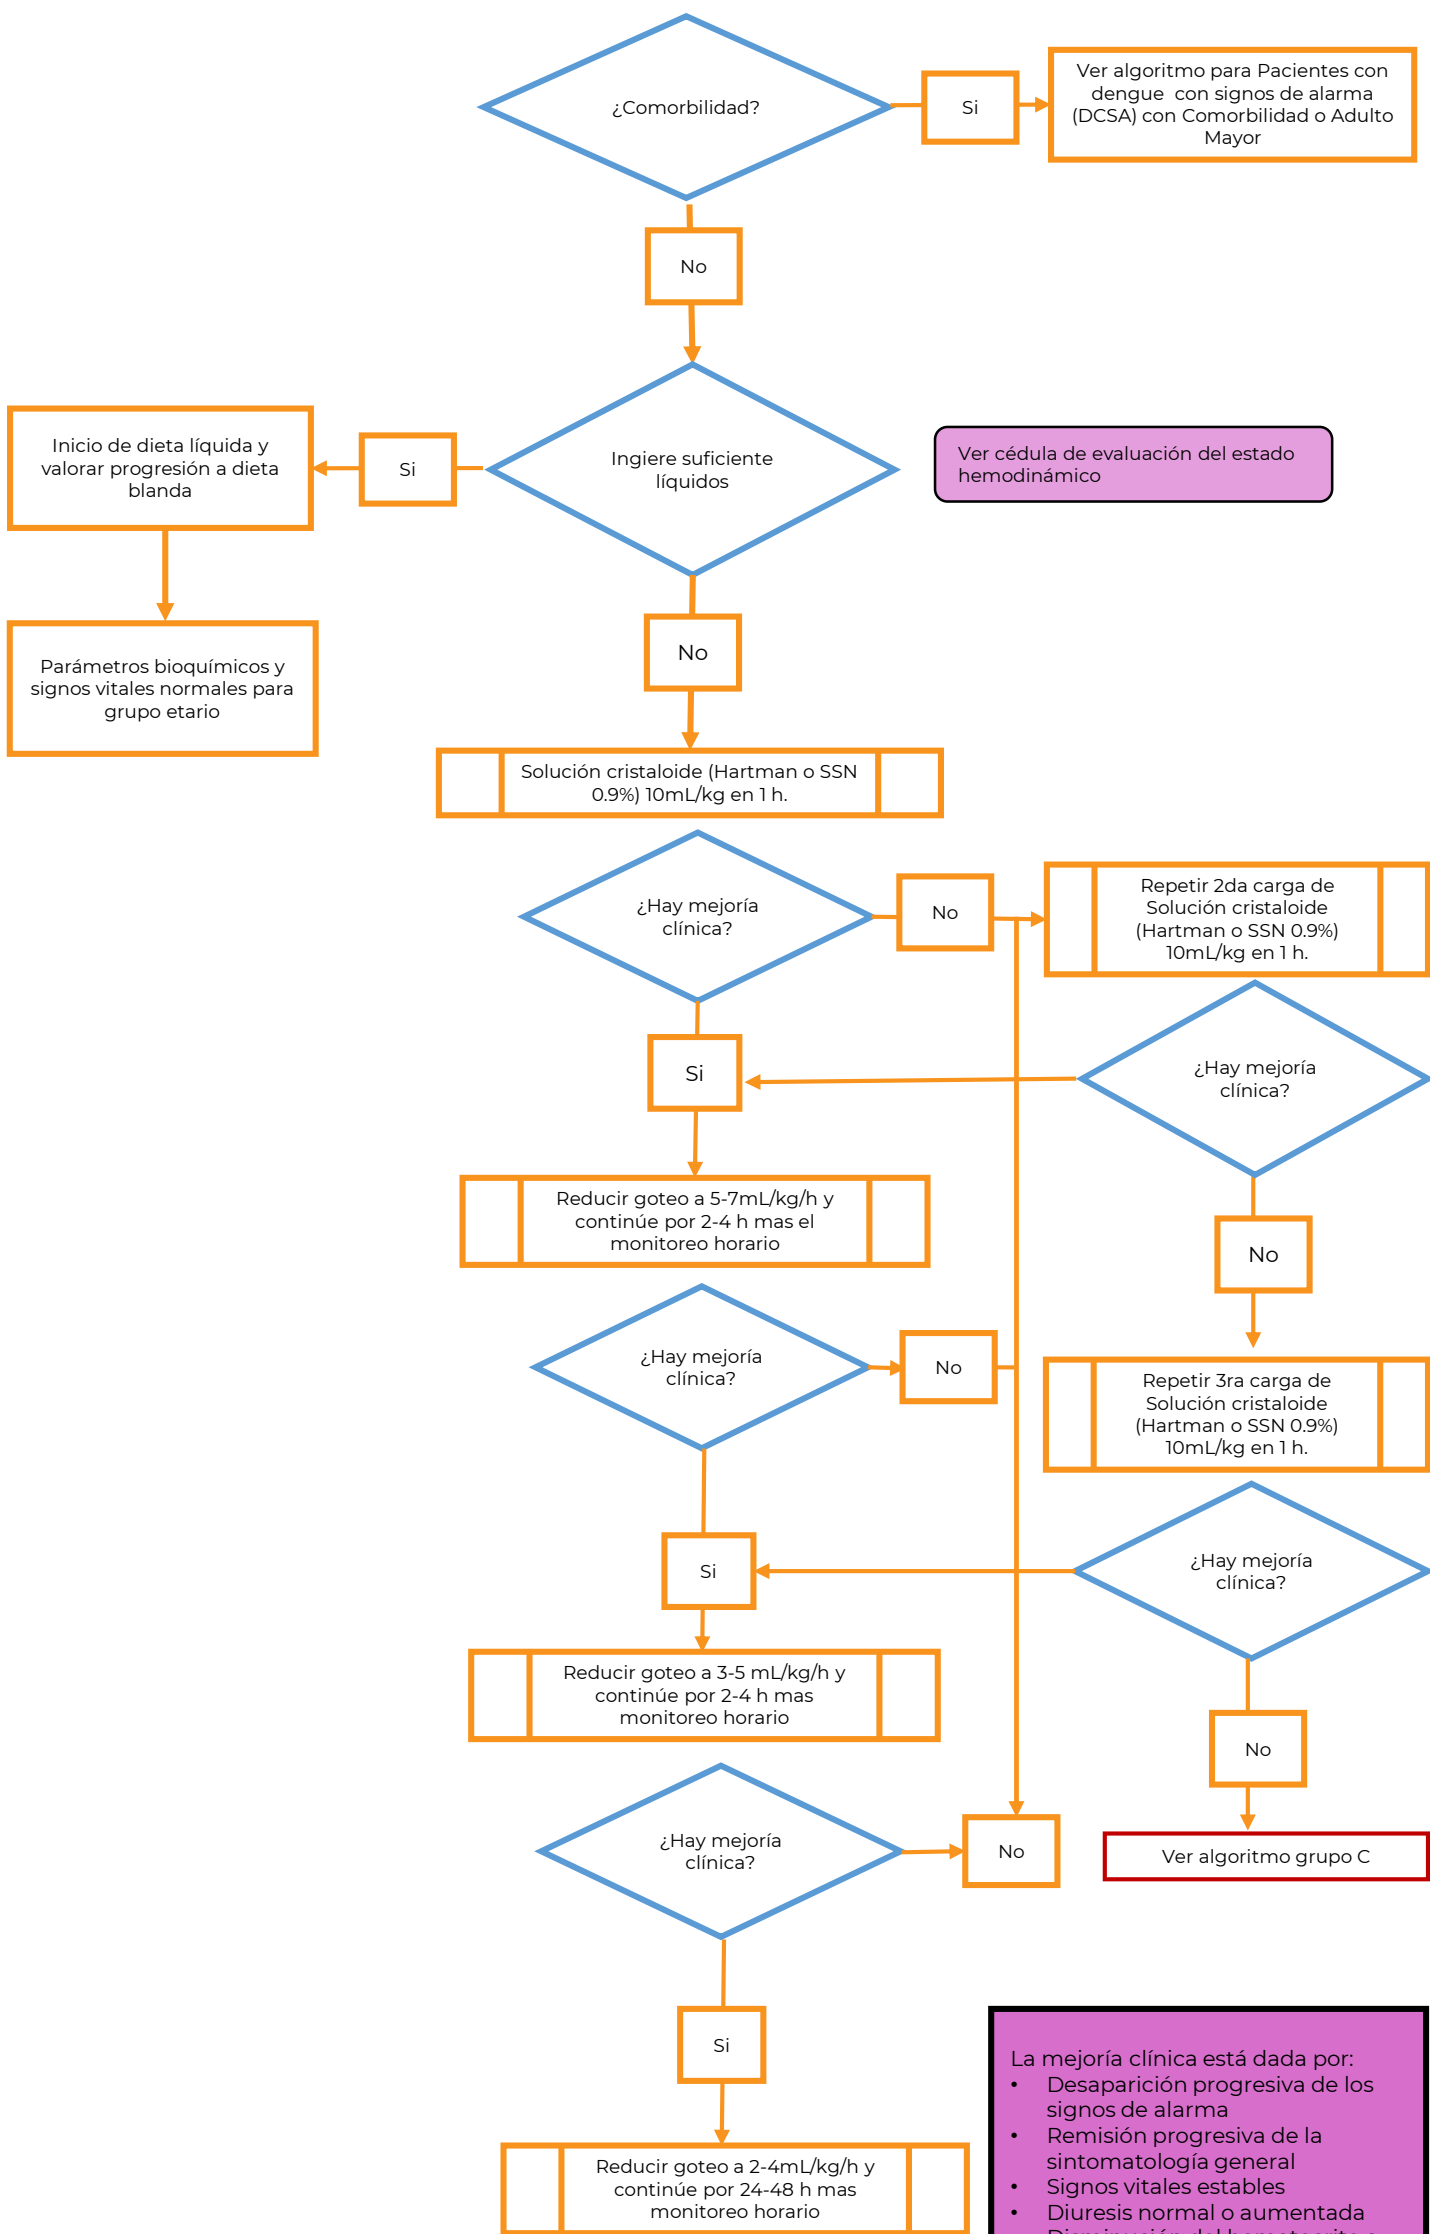 ¿Comorbilidad?
Si
Ver algoritmo para Pacientes con
dengue con signos de alarma
(DCSA) con Comorbilidad o Adulto
Mayor
No
Inicio de dieta líquida y
valorar progresión a dieta
blanda
Si
Ingiere suficiente
líquidos
Ver cédula de evaluación del estado
hemodinámico
Parámetros bioquímicos y
signos vitales normales para
grupo etario
No
Solución cristaloide (Hartman o SSN
0.9%) 10mL/kg en 1 h.
¿Hay mejoría
clínica?
No
Repetir 2da carga de
Solución cristaloide
(Hartman o SSN 0.9%)
10mL/kg en 1 h.
Si
¿Hay mejoría
clínica?
Reducir goteo a 5-7mL/kg/h y
continúe por 2-4 h mas el
monitoreo horario
No
¿Hay mejoría
clínica?
No
Repetir 3ra carga de
Solución cristaloide
(Hartman o SSN 0.9%)
10mL/kg en 1 h.
Si
¿Hay mejoría
clínica?
Reducir goteo a 3-5 mL/kg/h y
continúe por 2-4 h mas
monitoreo horario
No
¿Hay mejoría
clínica?
No
Ver algoritmo grupo C
Si
La mejoría clínica está dada por:
• Desaparición progresiva de los
signos de alarma
• Remisión progresiva de la
sintomatología general
• Signos vitales estables
• Diuresis normal o aumentada
Reducir goteo a 2-4mL/kg/h y
continúe por 24-48 h mas
monitoreo horario